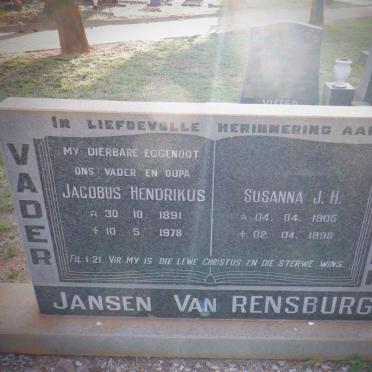 VISSER
IN LIEFDEVOLLE HERINNERING AAN
VADER
MY DIERBARE EGGENOOT
ONS VADER EN OUPA
JACOBUS HENDRIKUS
☆ 30 10 1891
✝ 10 5 1978
SUSANNA J. H.
☆ 04. 04. 1905
✝ 02. 04. 1998
FIL 1:21 VIR MY IS DIE LEWE CHRISTUS EN DIE STERWE WINS.
JANSEN VAN RENSBURG